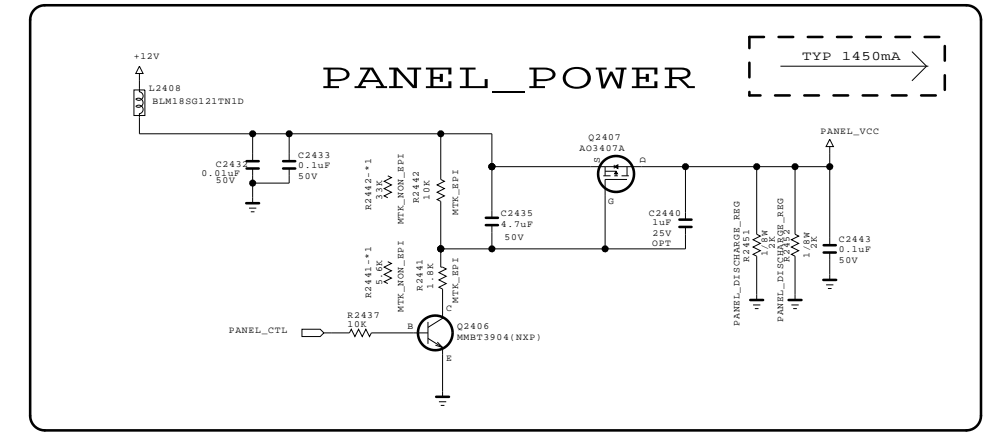 +12V
L2408
BLM18SG121TN1D
PANEL_POWER
TYP 1450mA
C2432
0.01uF
50V
C2433
0.1uF
50V
R2442-*1
33K
MTK_NON_EPI
R2442
10K
MTK_EPI
C2435
4.7uF
50V
Q2407
AO3407A
S
D
G
C2440
1uF
25V
OPT
PANEL_VCC
PANEL_DISCHARGE_REG
R2451
1/8W
2K
PANEL_DISCHARGE_REG
R2452
1/8W
2K
C2443
0.1uF
50V
R2441-*1
5.6K
MTK_NON_EPI
R2441
1.8K
MTK_EPI
PANEL_CTL
R2437
10K
B
C
E
Q2406
MMBT3904(NXP)